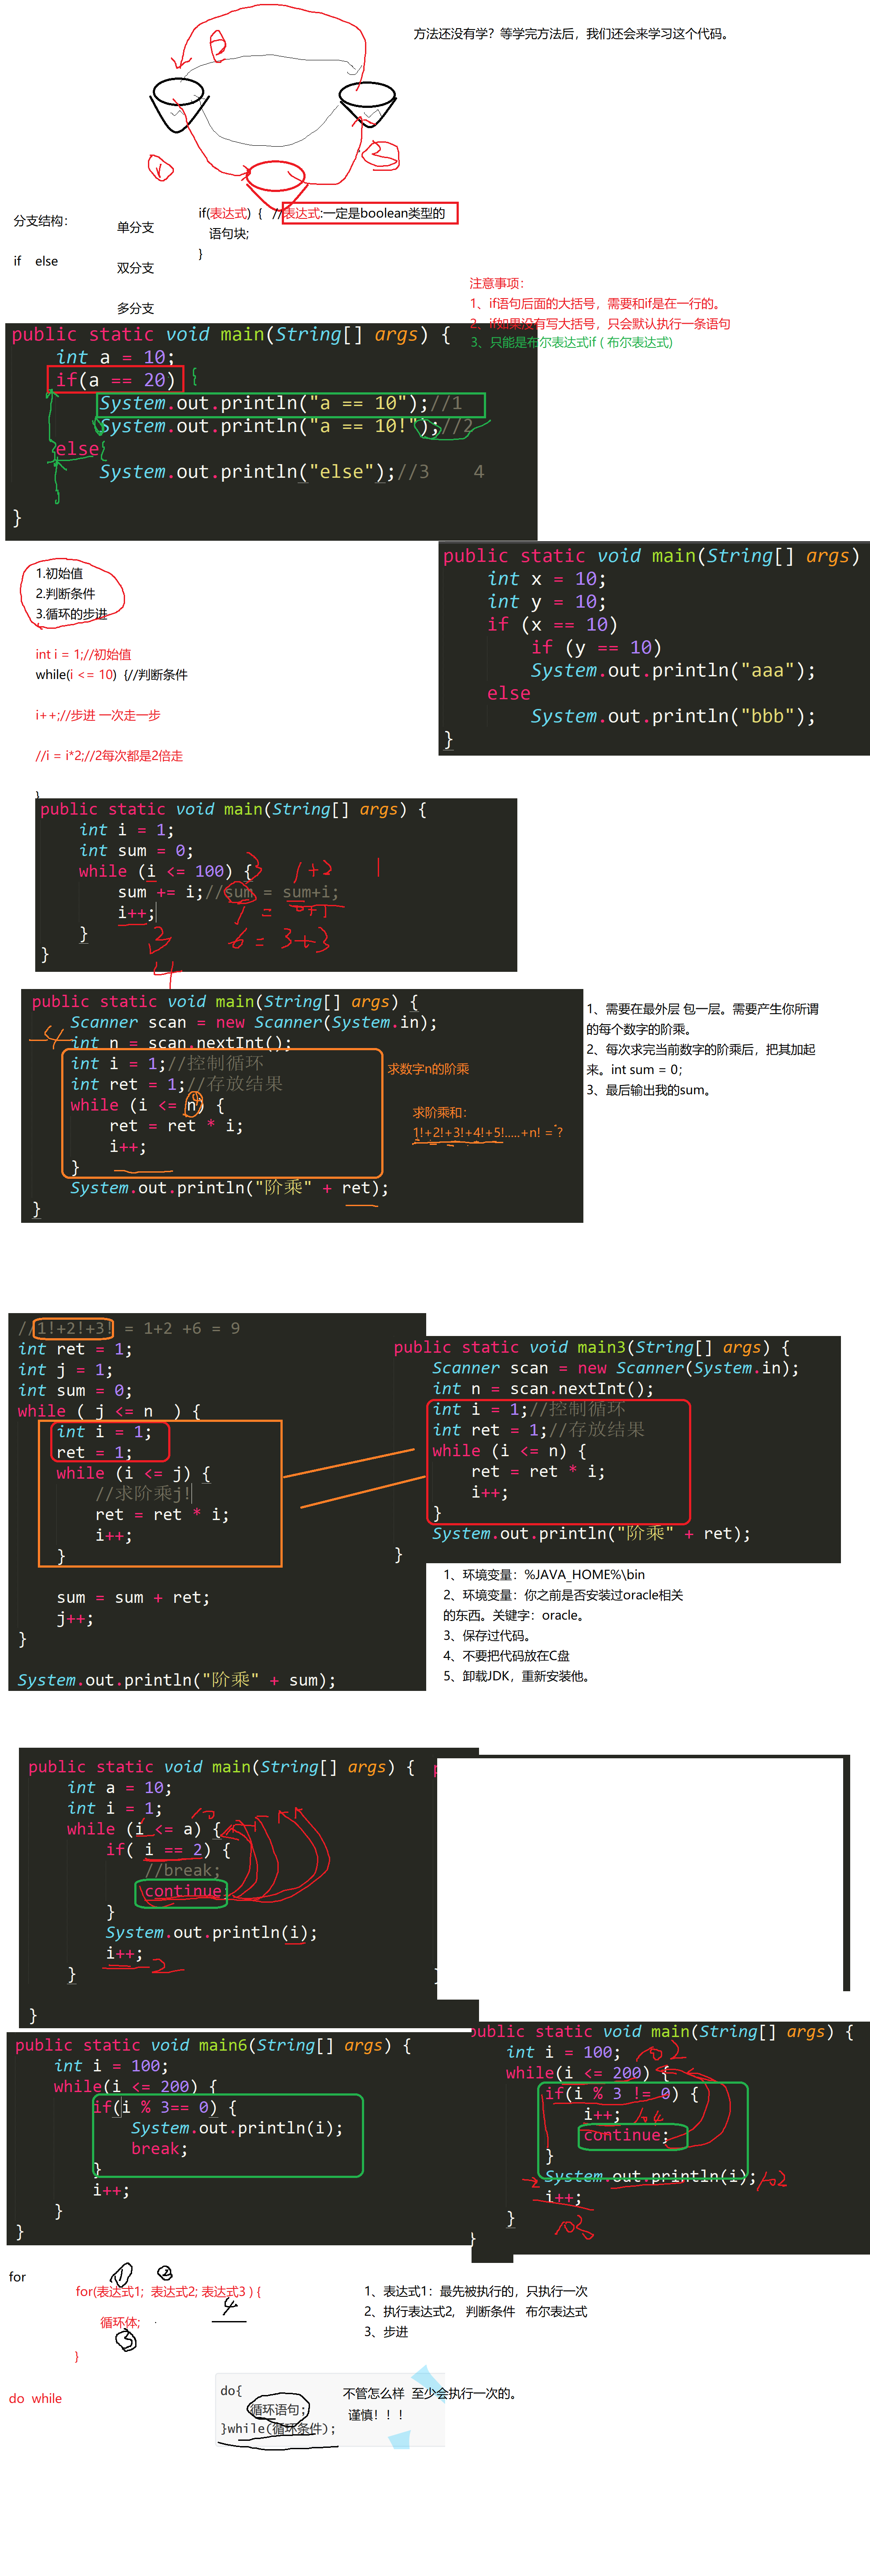 方法还没有学？等学完方法后，我们还会来学习这个代码。
分支结构：
if else
单分支
双分支
多分支
if(表达式) { //表达式:一定是boolean类型的
语句块;
}
注意事项：
1、if语句后面的大括号，需要和if是在一行的。
2、if如果没有写大括号，只会默认执行一条语句
3、只能是布尔表达式if ( 布尔表达式)
public static void main(String[] args) {
int a = 10;
if(a == 20) {
System.out.println("a == 10");//1
System.out.println("a == 10!");//2
}else{
System.out.println("else");//3 4
}
public static void main(String[] args)
int x = 10;
int y = 10;
if (x == 10)
if (y == 10)
System.out.println("aaa");
else
System.out.println("bbb");
}
1.初始值
2.判断条件
3.循环的步进
int i = 1;//初始值
while(i <= 10) {//判断条件
i++;//步进 一次走一步
//i = i*2;//2每次都是2倍走
}
public static void main(String[] args) {
int i = 1;
int sum = 0;
while (i <= 100) {
sum += i;//sum = sum+i;
i++;
}
}
3 1+2 1
1 = 0+1
3 6 = 3+3
4
public static void main(String[] args) {
Scanner scan = new Scanner(System.in);
int n = scan.nextInt();
int i = 1;//控制循环
int ret = 1;//存放结果
while (i <= n) {
ret = ret * i;
i++;
}
System.out.println("阶乘" + ret);
}
求数字n的阶乘
求阶乘和：
1!+2!+3!+4!+5!.....+n! = ?
1、需要在最外层 包一层。需要产生你所谓
的每个数字的阶乘。
2、每次求完当前数字的阶乘后，把其加起
来。int sum = 0；
3、最后输出我的sum。
//1!+2!+3! = 1+2 +6 = 9
int ret = 1;
int j = 1;
int sum = 0;
while ( j <= n ) {
int i = 1;
ret = 1;
while (i <= j) {
//求阶乘j!
ret = ret * i;
i++;
}
sum = sum + ret;
j++;
}
System.out.println("阶乘" + sum);
public static void main3(String[] args) {
Scanner scan = new Scanner(System.in);
int n = scan.nextInt();
int i = 1;//控制循环
int ret = 1;//存放结果
while (i <= n) {
ret = ret * i;
i++;
}
System.out.println("阶乘" + ret);
}
1、环境变量：%JAVA_HOME%\bin
2、环境变量：你之前是否安装过oracle相关
的东西。关键字：oracle。
3、保存过代码。
4、不要把代码放在C盘
5、卸载JDK，重新安装他。
public static void main(String[] args) {
int a = 10;
int i = 1;
while (i <= a) {
if( i == 2) {
//break;
continue;
}
System.out.println(i);
i++;
}
}
10
2
public static void main6(String[] args) {
int i = 100;
while(i <= 200) {
if(i % 3== 0) {
System.out.println(i);
break;
}
i++;
}
}
public static void main(String[] args) {
int i = 100;
while(i <= 200) {
if(i % 3 != 0) {
i++;
continue;
}
System.out.println(i);
i++;
}
}
102
102
103
for
① ②
for(表达式1; 表达式2; 表达式3 ) {
循环体;
4
③
}
1、表达式1：最先被执行的，只执行一次
2、执行表达式2， 判断条件 布尔表达式
3、步进
do while
do{
循环语句;
}while(循环条件);
不管怎么样 至少会执行一次的。
谨慎！！！